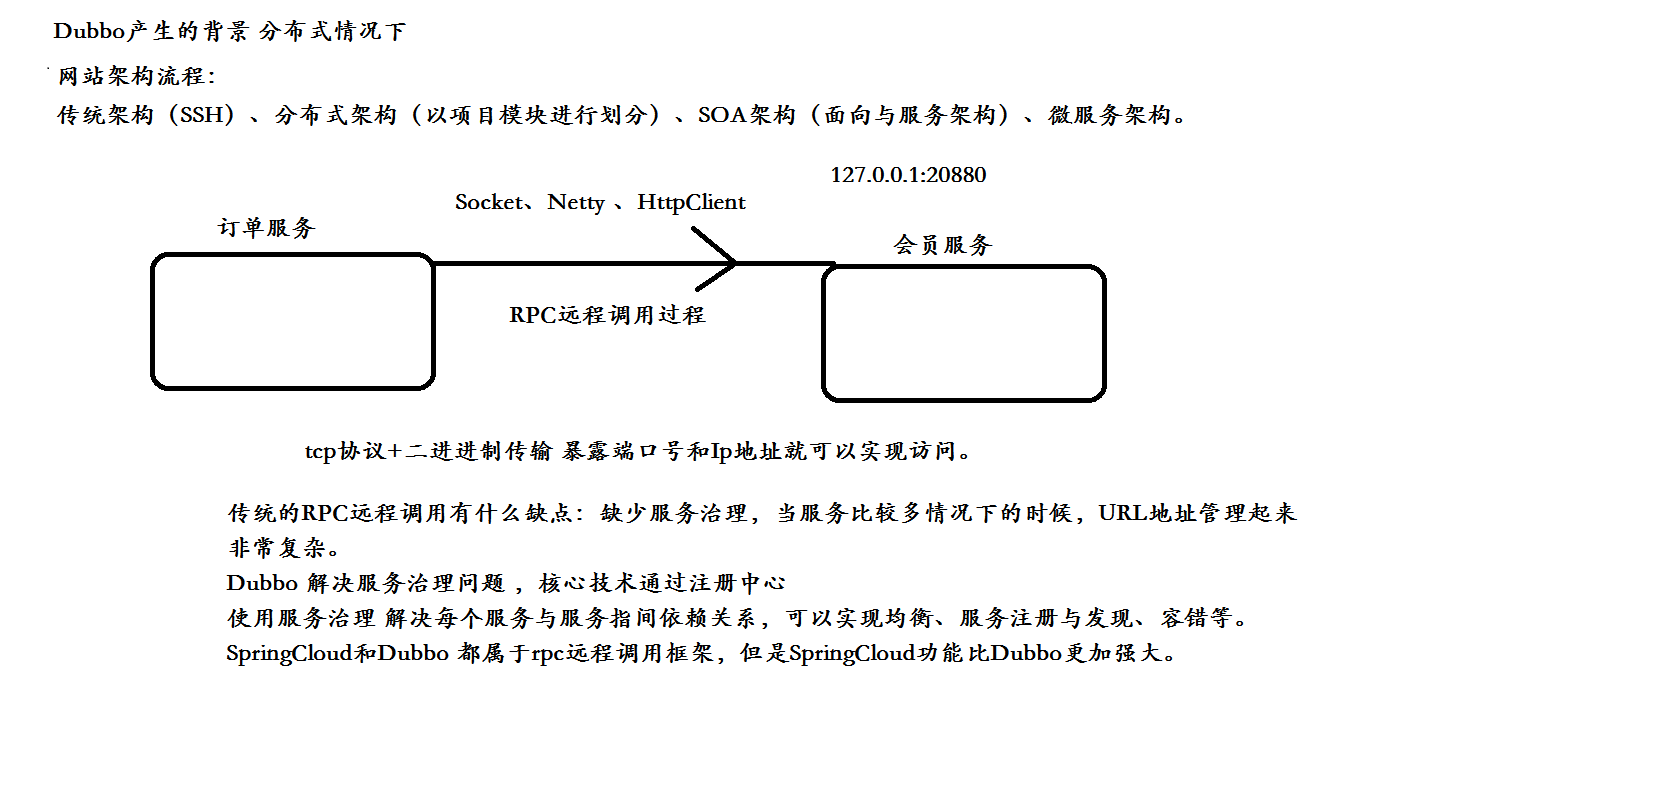 Dubbo产生的背景 分布式情况下
网站架构流程：
传统架构（SSH）、分布式架构（以项目模块进行划分）、SOA架构（面向与服务架构）、微服务架构。
127.0.0.1:20880
Socket、Netty 、HttpClient
订单服务
会员服务
RPC远程调用过程
tcp协议+二进进制传输 暴露端口号和Ip地址就可以实现访问。
传统的RPC远程调用有什么缺点：缺少服务治理，当服务比较多情况下的时候，URL地址管理起来
非常复杂。
Dubbo 解决服务治理问题 ，核心技术通过注册中心
使用服务治理 解决每个服务与服务指间依赖关系，可以实现均衡、服务注册与发现、容错等。
SpringCloud和Dubbo 都属于rpc远程调用框架，但是SpringCloud功能比Dubbo更加强大。